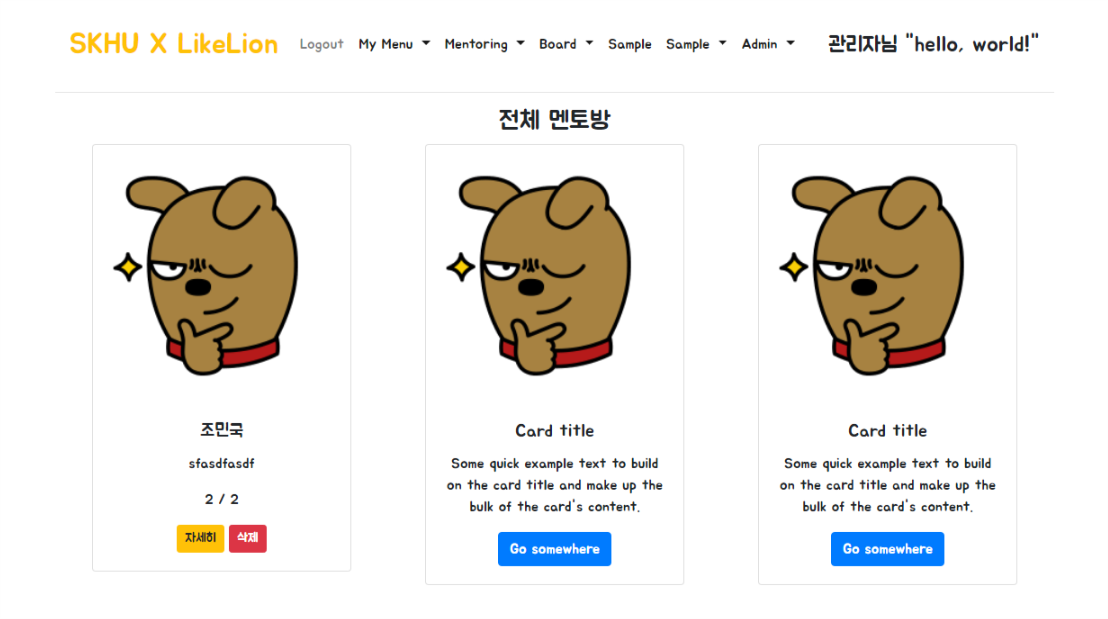 SKHU X LikeLion Logout My Menu Mentoring Board Sample Sample Admin 관리자님 "hello, world!"
전체 멘토방
조민국
sfasdfasdf
2 / 2
자세히 삭제
Card title
Some quick example text to build
on the card title and make up the
bulk of the card's content.
Go somewhere
Card title
Some quick example text to build
on the card title and make up the
bulk of the card's content.
Go somewhere